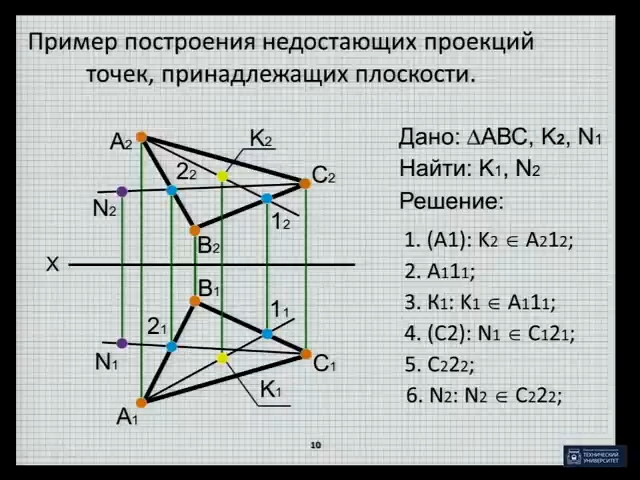 Пример построения недостающих проекций
точек, принадлежащих плоскости.
Дано: ∆ABC, K2, N1
Найти: K1, N2
Решение:
1. (A1): K2 ∈ A212;
2. A111;
3. K1: K1 ∈ A111;
4. (C2): N1 ∈ C121;
5. C222;
6. N2: N2 ∈ C222;
A2
K2
22
C2
N2
12
B2
X
B1
11
21
N1
C1
K1
A1
10
ТЕХНИЧЕСКИЙ
УНИВЕРСИТЕТ